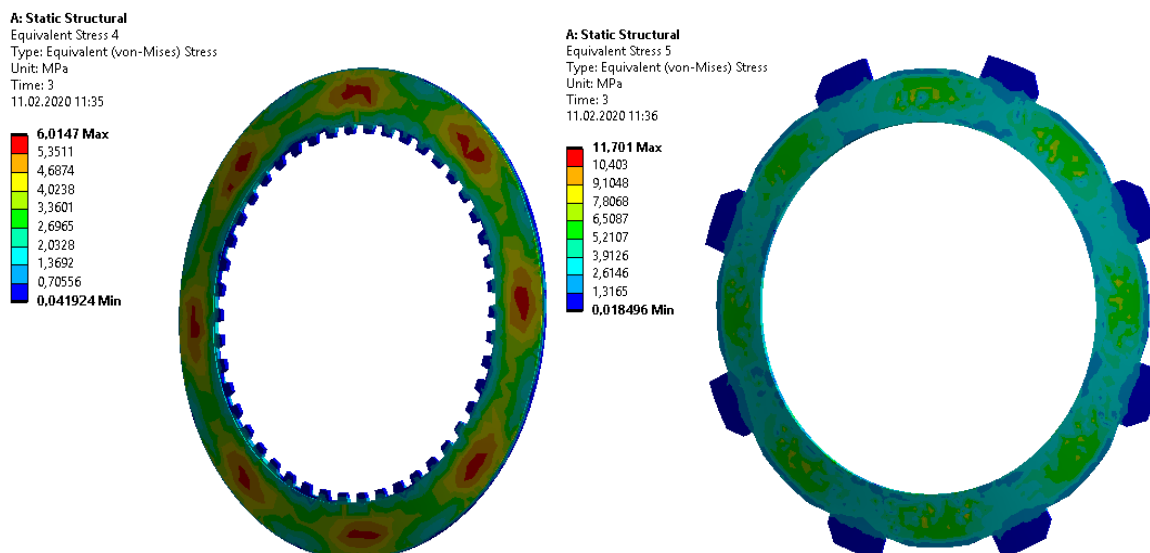 A: Static Structural
Equivalent Stress 4
Type: Equivalent (von-Mises) Stress
Unit: MPa
Time: 3
11.02.2020 11:35
6,0147 Max
5,3511
4,6874
4,0238
3,3601
2,6965
2,0328
1,3692
0,70556
0,041924 Min
A: Static Structural
Equivalent Stress 5
Type: Equivalent (von-Mises) Stress
Unit: MPa
Time: 3
11.02.2020 11:36
11,701 Max
10,403
9,1048
7,8068
6,5087
5,2107
3,9126
2,6146
1,3165
0,018496 Min